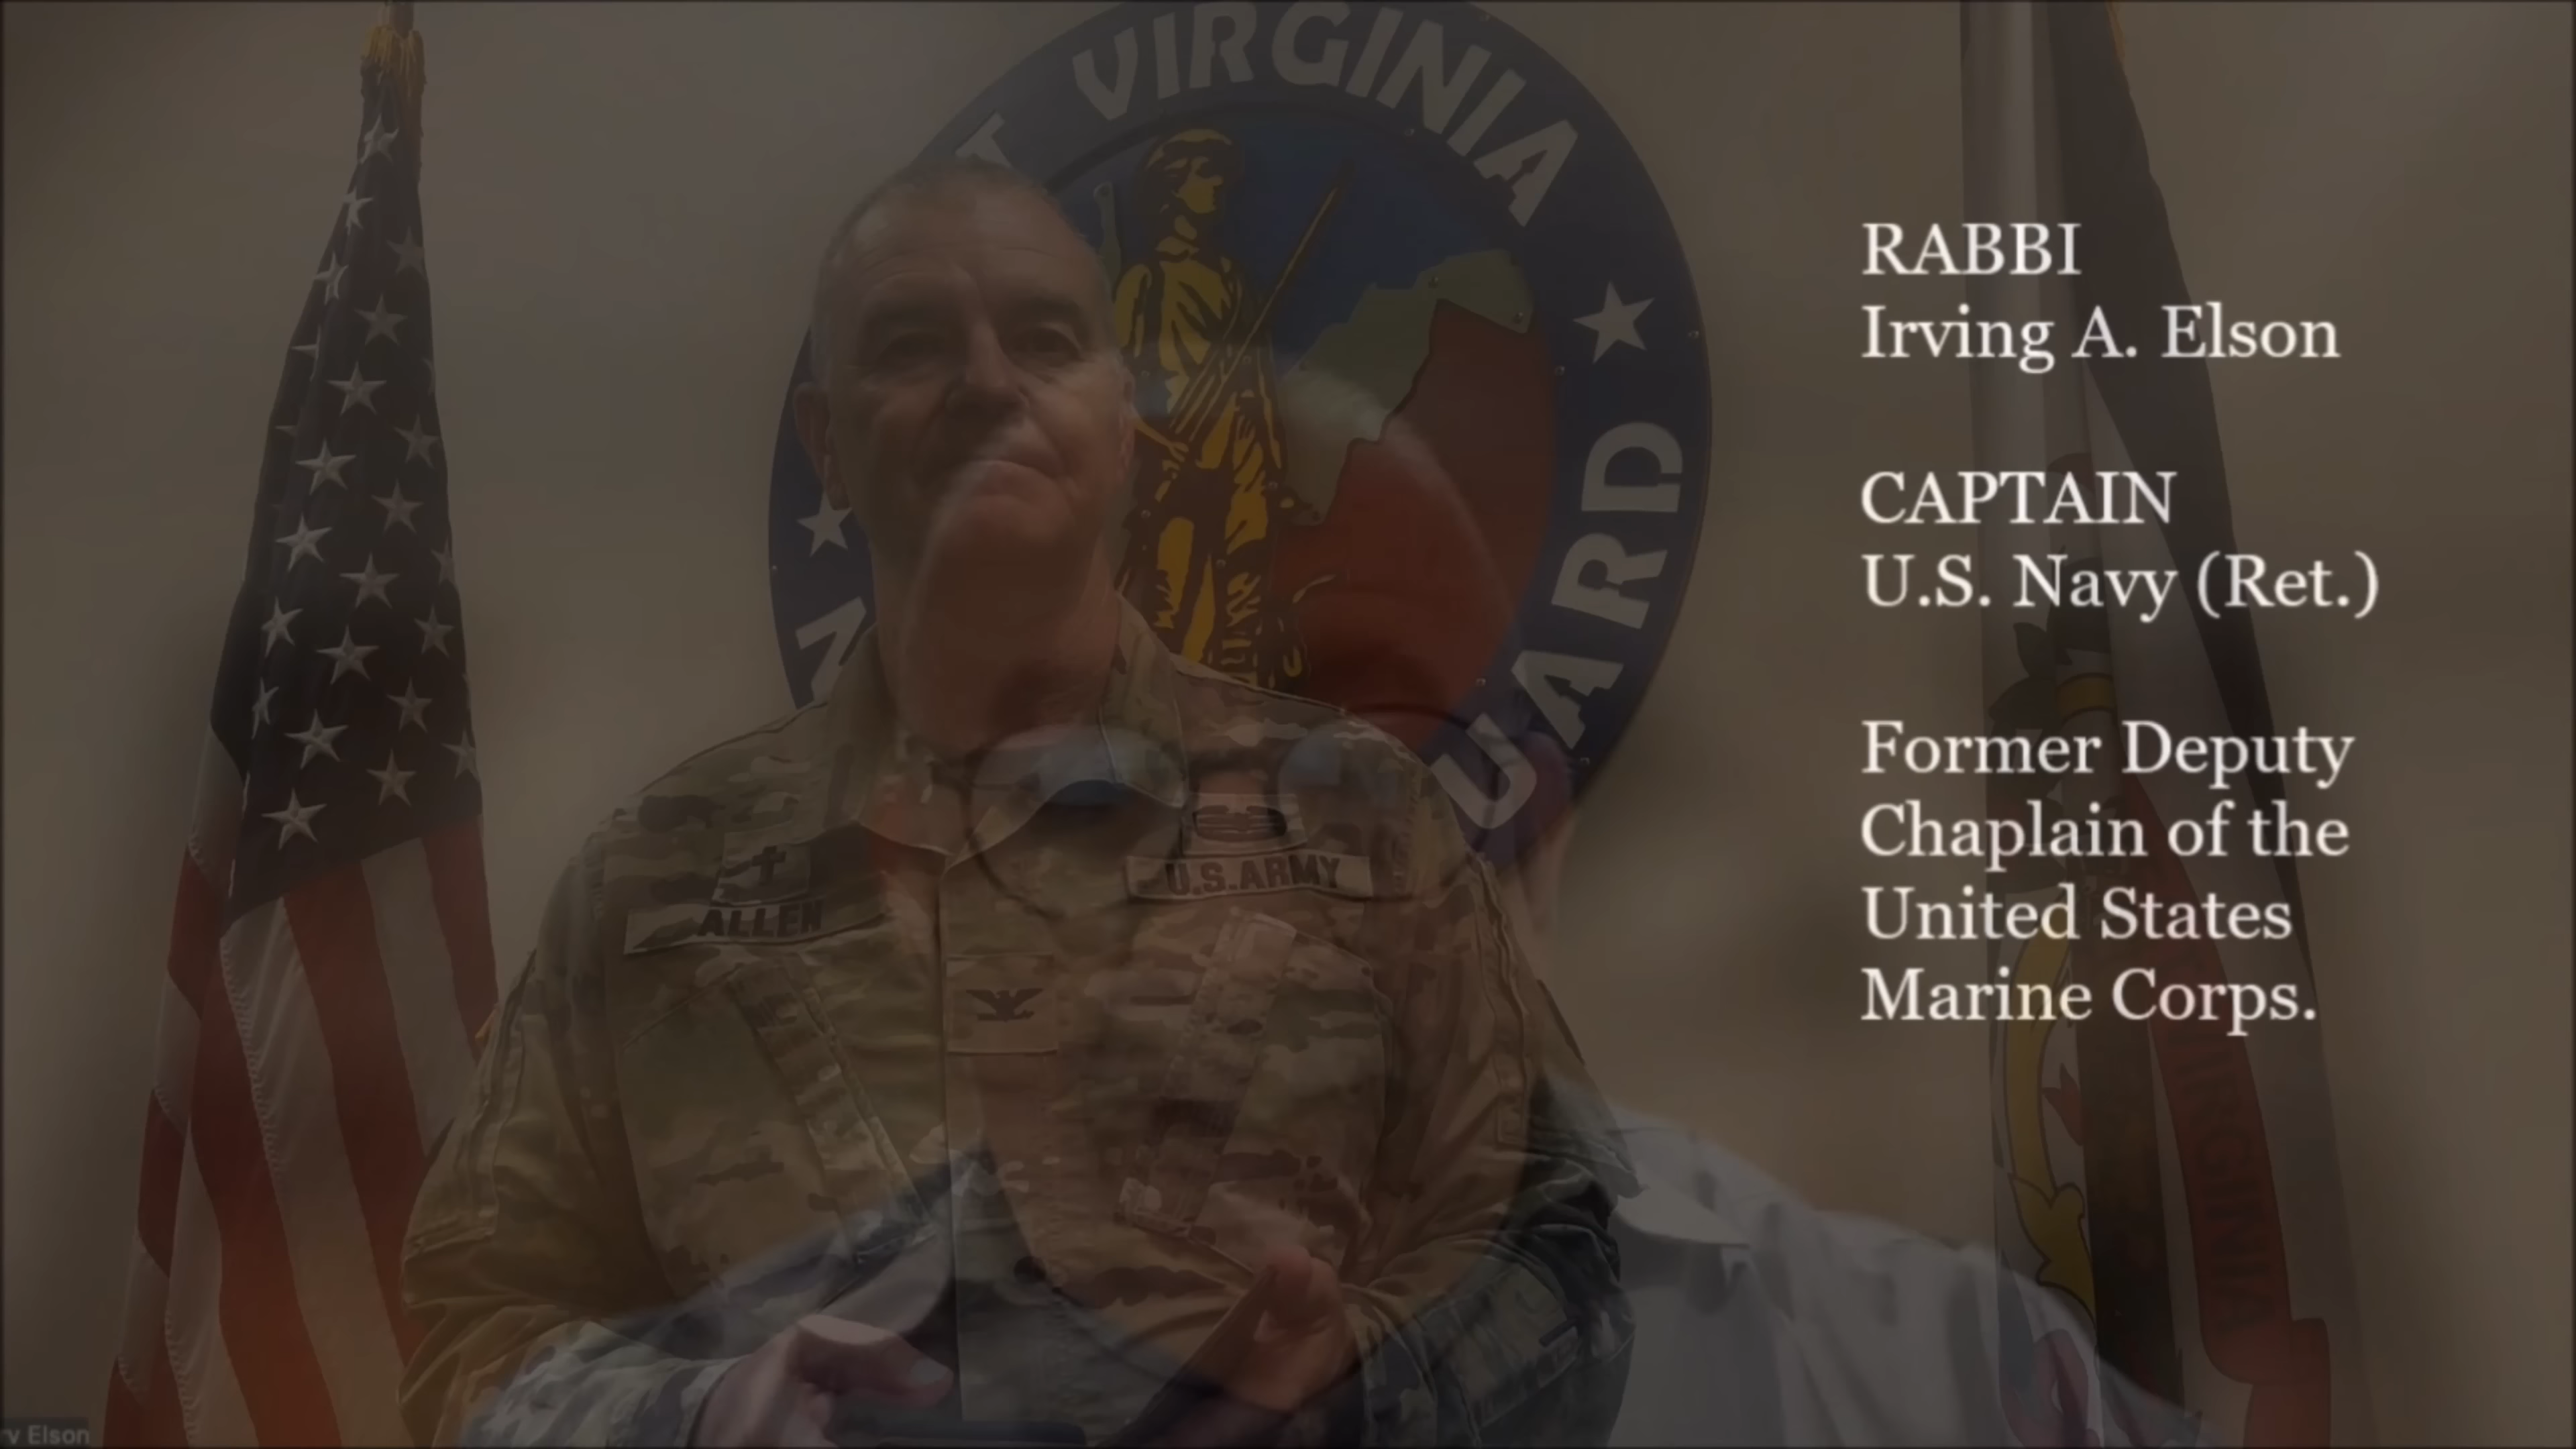 VIRGINIA
UARD
ALLEN
U.S.ARMY
RABBI
Irving A. Elson
CAPTAIN
U.S. Navy (Ret.)
Former Deputy
Chaplain of the
United States
Marine Corps.
rv Elson